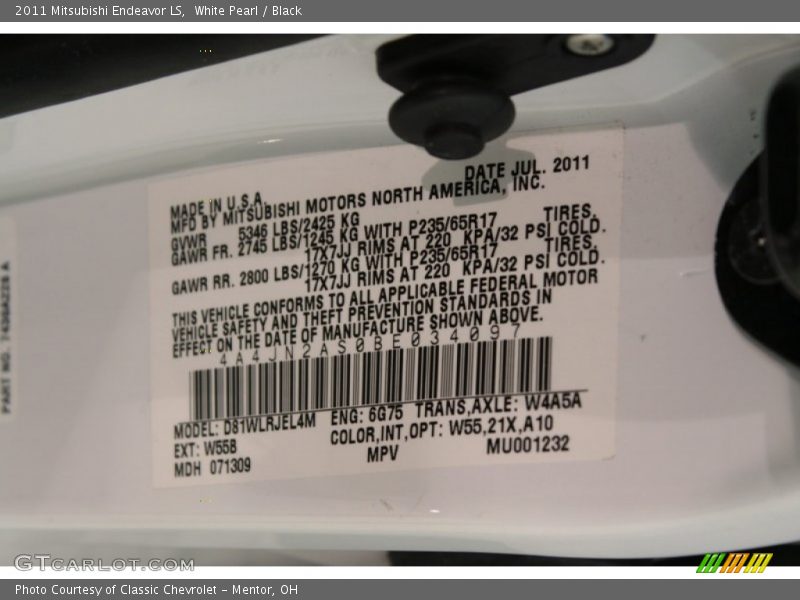 2011 Mitsubishi Endeavor LS,  White Pearl / Black
DATE JUL. 2011
MADE IN U.S.A.
MFD BY MITSUBISHI MOTORS NORTH AMERICA, INC.
GVWR 5346 LBS/2425 KG
GAWR FR. 2745 LBS/1245 KG WITH P235/65R17 TIRES,
17X7JJ RIMS AT 220 KPA/32 PSI COLD.
GAWR RR. 2800 LBS/1270 KG WITH P235/65R17 TIRES,
17X7JJ RIMS AT 220 KPA/32 PSI COLD.
THIS VEHICLE CONFORMS TO ALL APPLICABLE FEDERAL MOTOR
VEHICLE SAFETY AND THEFT PREVENTION STANDARDS IN
EFFECT ON THE DATE OF MANUFACTURE SHOWN ABOVE.
4A4JN2AS0BE034097
MODEL: D81WLRJEL4M ENG: 6G75 TRANS,AXLE: W4A5A
EXT: W55B COLOR,INT,OPT: W55,21X,A10
MDH 071309 MPV MU001232
PART NO. 7436A228 A
GTCARLOT.COM
Photo Courtesy of Classic Chevrolet - Mentor, OH